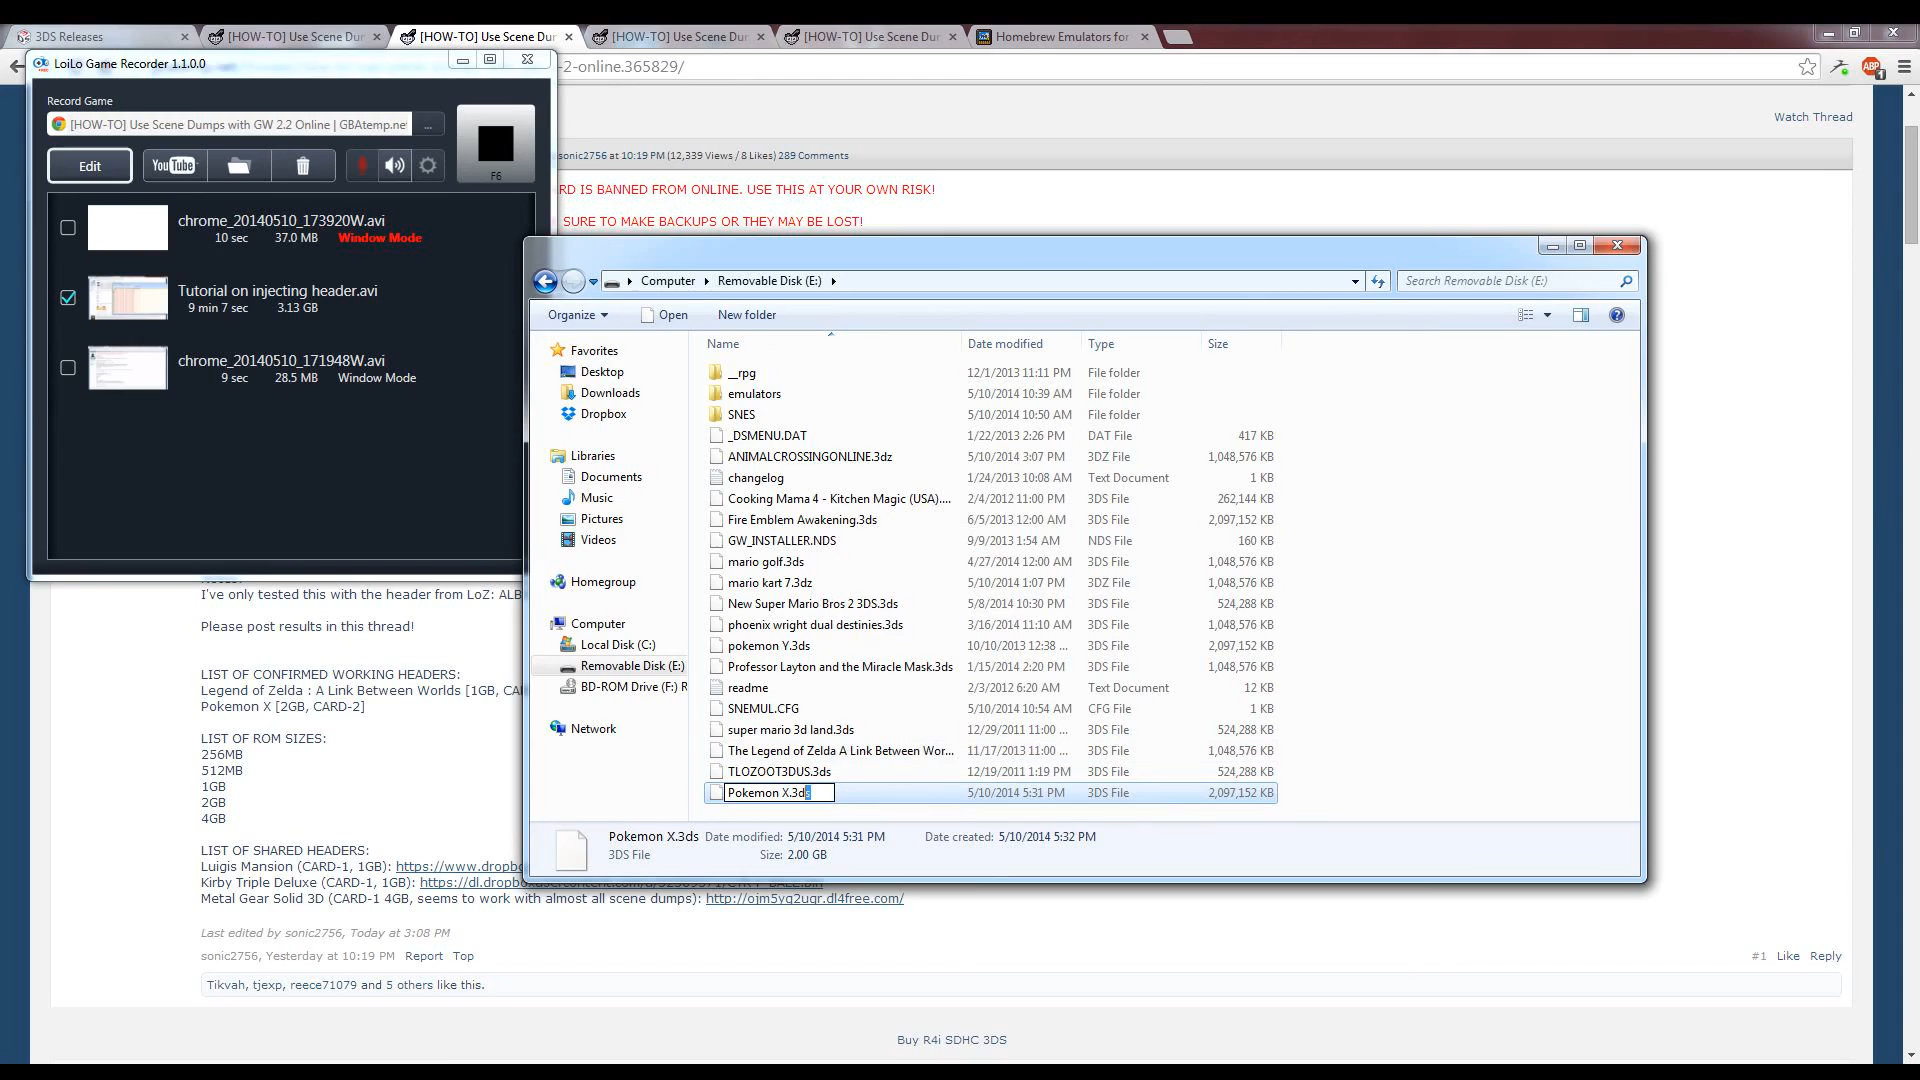 3DS Releases
[HOW-TO] Use Scene Du
[HOW-TO] Use Scene Dur
[HOW-TO] Use Scene Du
[HOW-TO] Use Scene Du
Homebrew Emulators for
LoiLo Game Recorder 1.1.0.0
-2-online.365829/
ABP
1
Record Game
[HOW-TO] Use Scene Dumps with GW 2.2 Online | GBAtemp.ne
...
Edit
YouTube
F6
chrome_20140510_173920W.avi
10 sec 37.0 MB Window Mode
Tutorial on injecting header.avi
9 min 7 sec 3.13 GB
chrome_20140510_171948W.avi
9 sec 28.5 MB Window Mode
Watch Thread
sonic2756 at 10:19 PM (12,339 Views / 8 Likes) 289 Comments
RD IS BANNED FROM ONLINE. USE THIS AT YOUR OWN RISK!
SURE TO MAKE BACKUPS OR THEY MAY BE LOST!
Computer
Removable Disk (E:)
Search Removable Disk (E:)
Organize
Open
New folder
Favorites
Desktop
Downloads
Dropbox
Libraries
Documents
Music
Pictures
Videos
Homegroup
Computer
Local Disk (C:)
Removable Disk (E:)
BD-ROM Drive (F:) R
Network
Name Date modified Type Size
__rpg 12/1/2013 11:11 PM File folder
emulators 5/10/2014 10:39 AM File folder
SNES 5/10/2014 10:50 AM File folder
_DSMENU.DAT 1/22/2013 2:26 PM DAT File 417 KB
ANIMALCROSSINGONLINE.3dz 5/10/2014 3:07 PM 3DZ File 1,048,576 KB
changelog 1/24/2013 10:08 AM Text Document 1 KB
Cooking Mama 4 - Kitchen Magic (USA).... 2/4/2012 11:00 PM 3DS File 262,144 KB
Fire Emblem Awakening.3ds 6/5/2013 12:00 AM 3DS File 2,097,152 KB
GW_INSTALLER.NDS 9/9/2013 1:54 AM NDS File 160 KB
mario golf.3ds 4/27/2014 12:00 AM 3DS File 1,048,576 KB
mario kart 7.3dz 5/10/2014 1:07 PM 3DZ File 1,048,576 KB
New Super Mario Bros 2 3DS.3ds 5/8/2014 10:30 PM 3DS File 524,288 KB
phoenix wright dual destinies.3ds 3/16/2014 11:10 AM 3DS File 1,048,576 KB
pokemon Y.3ds 10/10/2013 12:38 ... 3DS File 2,097,152 KB
Professor Layton and the Miracle Mask.3ds 1/15/2014 2:20 PM 3DS File 1,048,576 KB
readme 2/3/2012 6:20 AM Text Document 12 KB
SNEMUL.CFG 5/10/2014 10:54 AM CFG File 1 KB
super mario 3d land.3ds 12/29/2011 11:00 ... 3DS File 524,288 KB
The Legend of Zelda A Link Between Wor... 11/17/2013 11:00 ... 3DS File 1,048,576 KB
TLOZOOT3DUS.3ds 12/19/2011 1:19 PM 3DS File 524,288 KB
Pokemon X.3ds 5/10/2014 5:31 PM 3DS File 2,097,152 KB
Pokemon X.3ds Date modified: 5/10/2014 5:31 PM Date created: 5/10/2014 5:32 PM
3DS File Size: 2.00 GB
I've only tested this with the header from LoZ: ALB
Please post results in this thread!
LIST OF CONFIRMED WORKING HEADERS:
Legend of Zelda : A Link Between Worlds [1GB, CA
Pokemon X [2GB, CARD-2]
LIST OF ROM SIZES:
256MB
512MB
1GB
2GB
4GB
LIST OF SHARED HEADERS:
Luigis Mansion (CARD-1, 1GB): https://www.dropbo
Kirby Triple Deluxe (CARD-1, 1GB):
Metal Gear Solid 3D (CARD-1 4GB, seems to work with almost all scene dumps): http://ojm5yg2ugr.dl4free.com/
Last edited by sonic2756, Today at 3:08 PM
sonic2756, Yesterday at 10:19 PM Report Top
#1 Like Reply
Tikvah, tjexp, reece71079 and 5 others like this.
Buy R4i SDHC 3DS